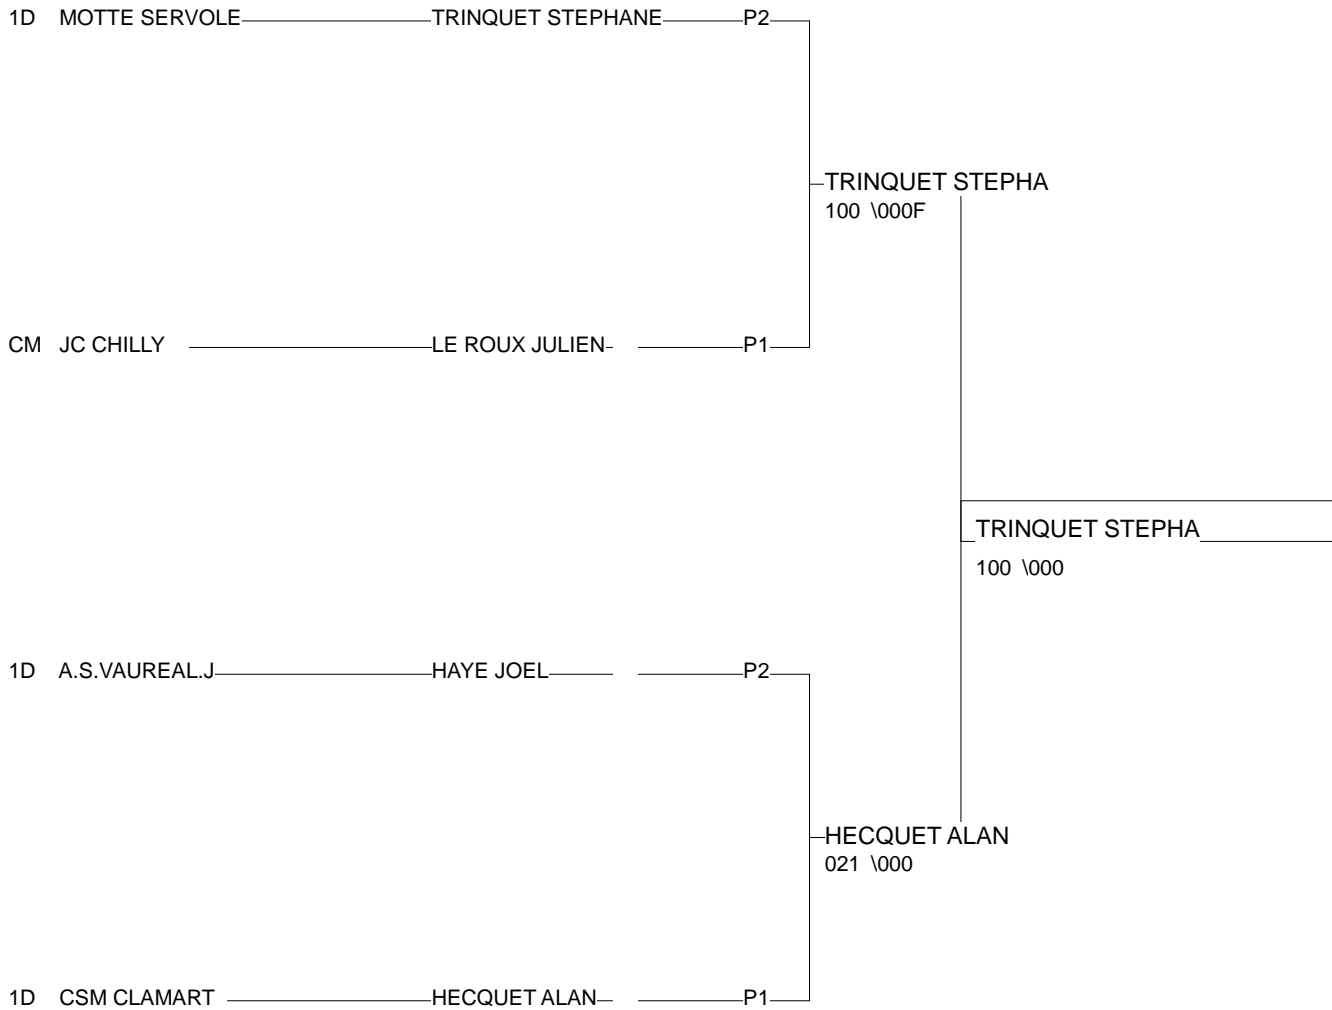 1D MOTTE SERVOLE TRINQUET STEPHANE P2
TRINQUET STEPHA
100 \000F
CM JC CHILLY LE ROUX JULIEN P1
TRINQUET STEPHA
100 \000
1D A.S.VAUREAL.J HAYE JOEL P2
HECQUET ALAN
021 \000
1D CSM CLAMART HECQUET ALAN P1